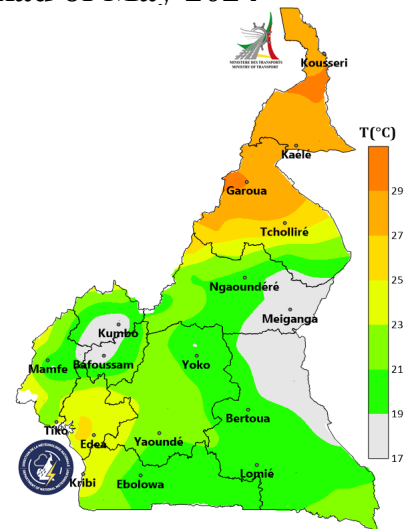 MINISTERE DES TRANSPORTS
MINISTRY OF TRANSPORT
Kousseri
T(°C)
Kaélé
29
Garoua
27
Tcholliré
25
Ngaoundéré
23
Meiganga
Kumbo
21
Bafoussam
Yoko
Mamfe
19
Bertoua
Tiko
Edea
Yaoundé
17
Lomié
Kribi
Ebolowa